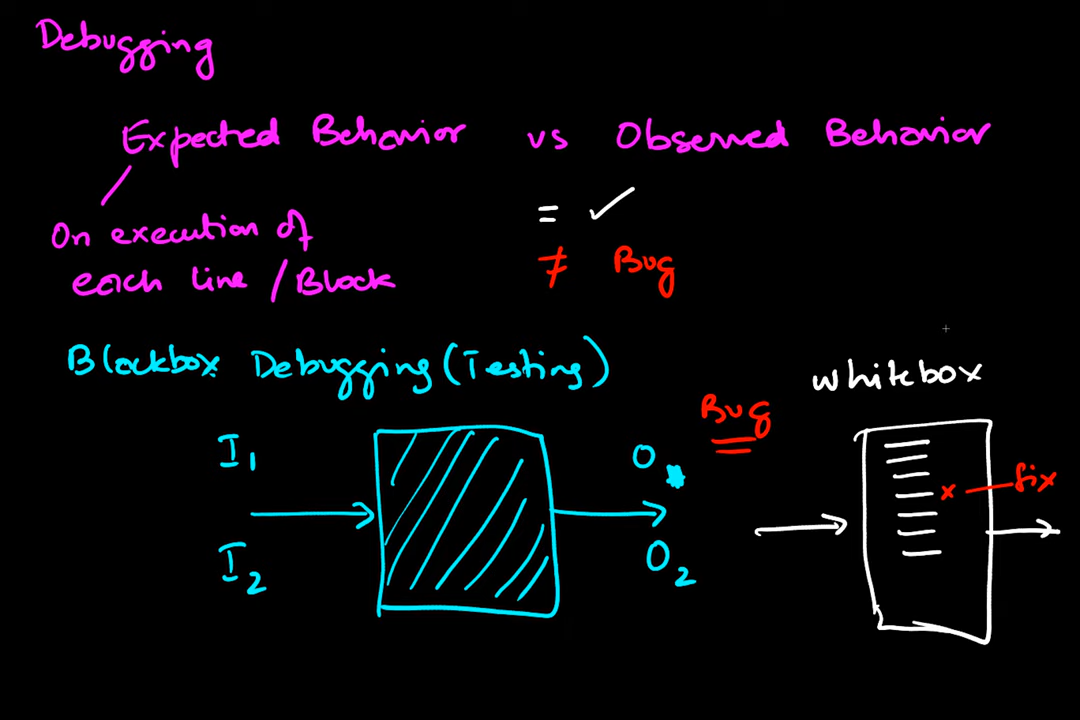 Debugging
Expected Behavior vs Observed Behavior
On execution of
each line / Block
= ✓
≠ Bug
Blackbox Debugging (Testing)
whitebox
Bug
I1
O
x fix
I2
O2